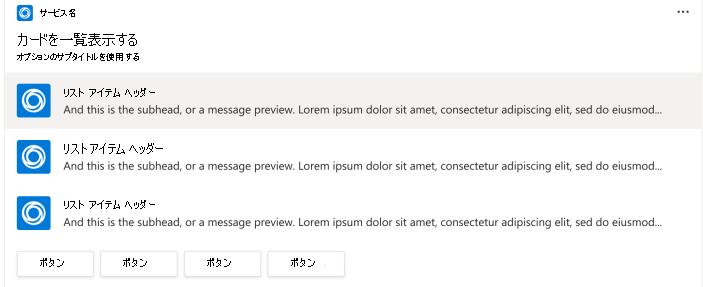 サービス名
カードを一覧表示する
オプションのサブタイトルを使用する
リスト アイテム ヘッダー
And this is the subhead, or a message preview. Lorem ipsum dolor sit amet, consectetur adipiscing elit, sed do eiusmod...
リスト アイテム ヘッダー
And this is the subhead, or a message preview. Lorem ipsum dolor sit amet, consectetur adipiscing elit, sed do eiusmod...
リスト アイテム ヘッダー
And this is the subhead, or a message preview. Lorem ipsum dolor sit amet, consectetur adipiscing elit, sed do eiusmod...
ボタン ボタン ボタン ボタン